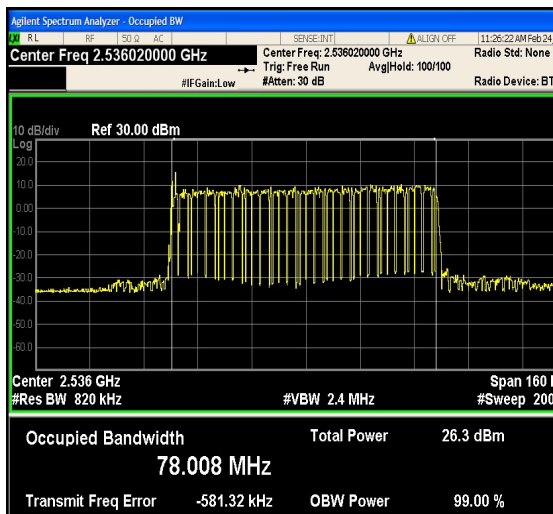 Agilent Spectrum Analyzer - Occupied BW
RL RF 50 Ω AC SENSE:INT ALIGN OFF 11:26:22 AM Feb 24,
Center Freq 2.536020000 GHz Center Freq: 2.536020000 GHz Radio Std: None
Trig: Free Run Avg|Hold: 100/100
#IFGain:Low #Atten: 30 dB Radio Device: BT
10 dB/div Ref 30.00 dBm
Log
20.0
10.0
0.00
-10.0
-20.0
-30.0
-40.0
-50.0
-60.0
Center 2.536 GHz Span 160
#Res BW 820 kHz #VBW 2.4 MHz #Sweep 200
Occupied Bandwidth Total Power 26.3 dBm
78.008 MHz
Transmit Freq Error -581.32 kHz OBW Power 99.00 %